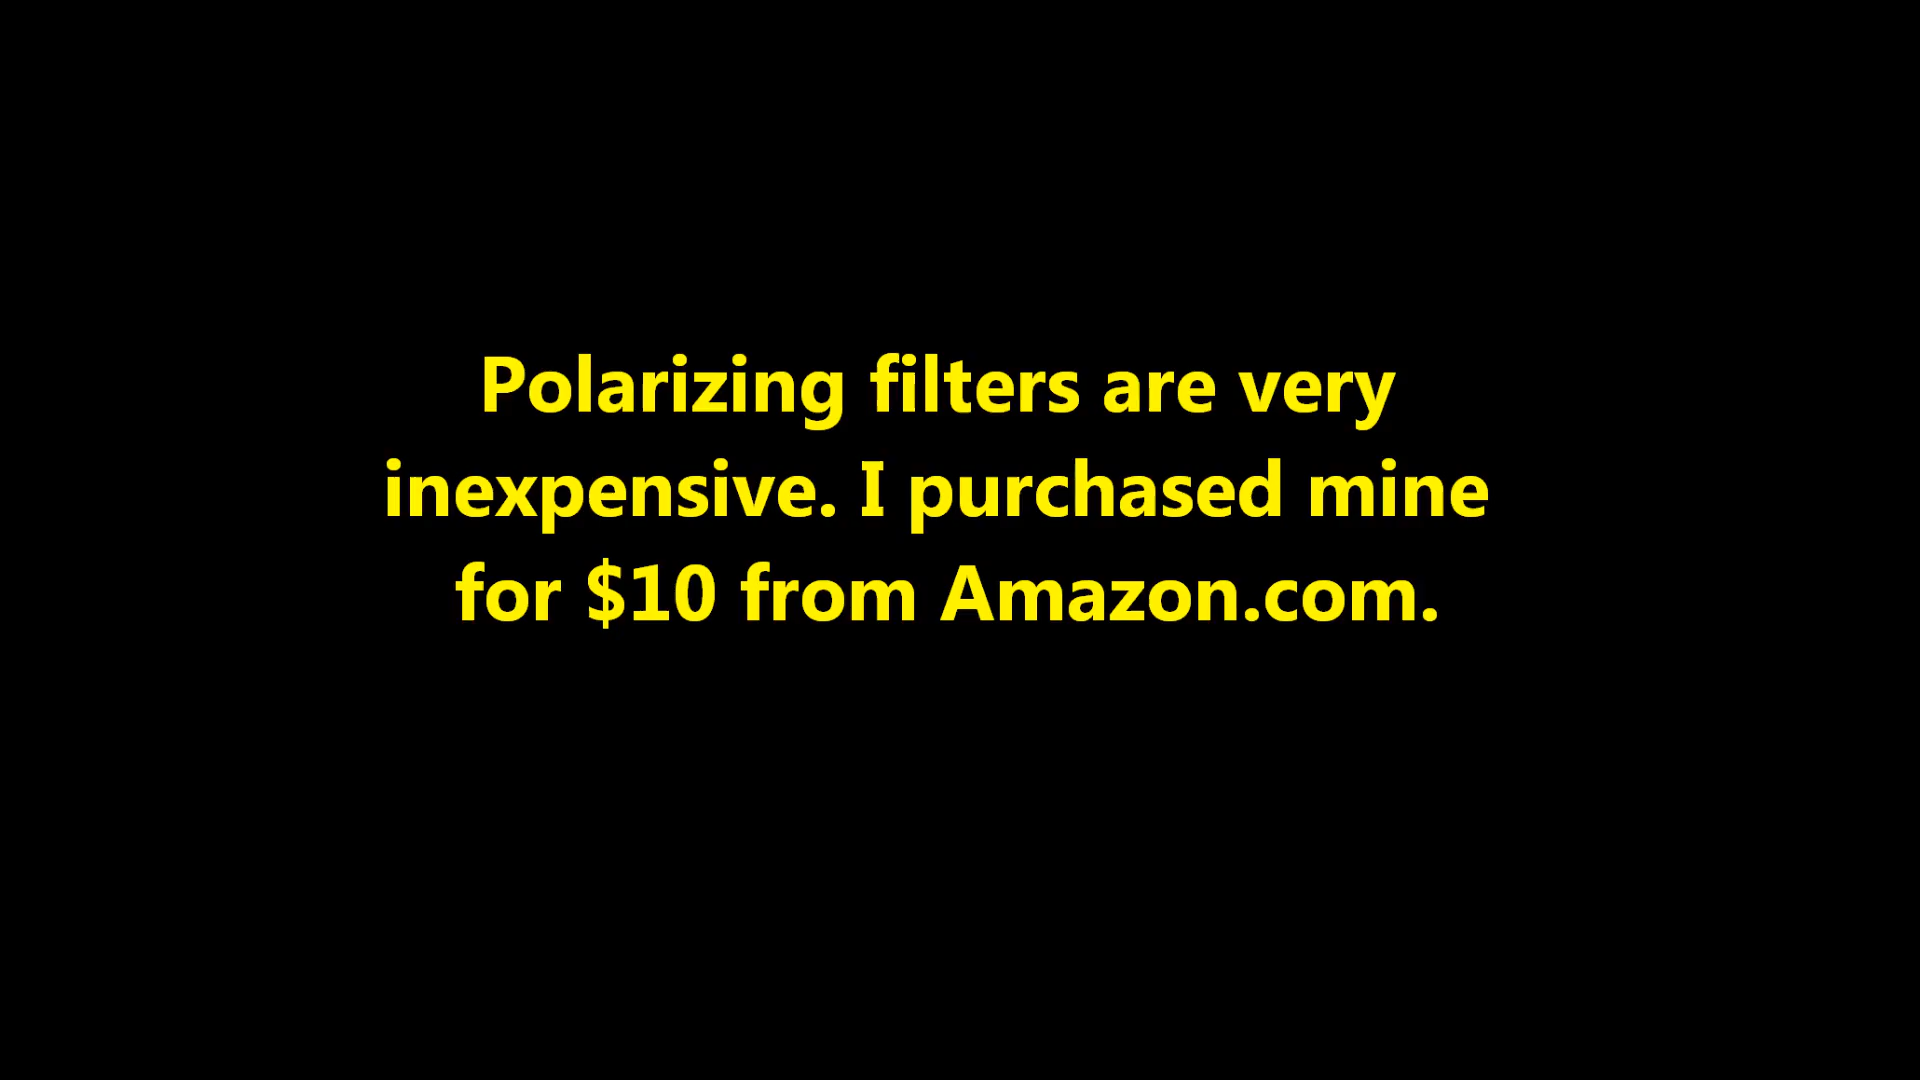 Polarizing filters are very
inexpensive. I purchased mine
for $10 from Amazon.com.